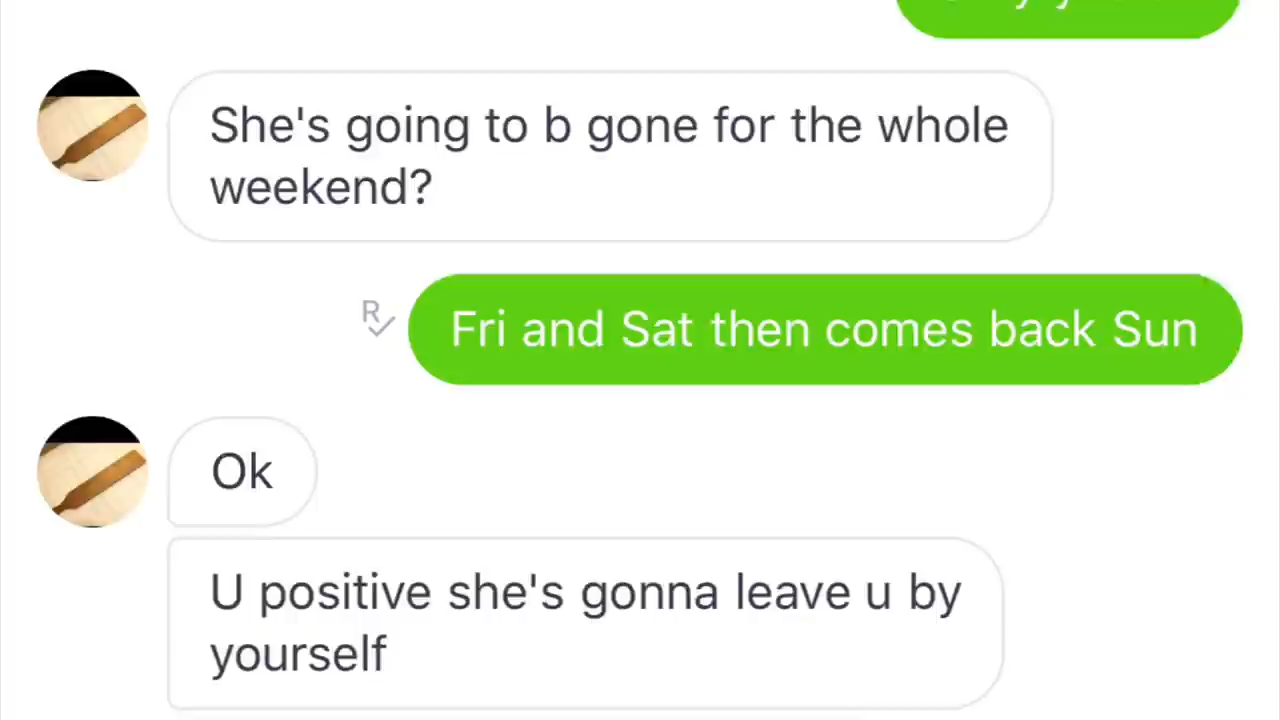 She's going to b gone for the whole
weekend?
R
Fri and Sat then comes back Sun
Ok
U positive she's gonna leave u by
yourself